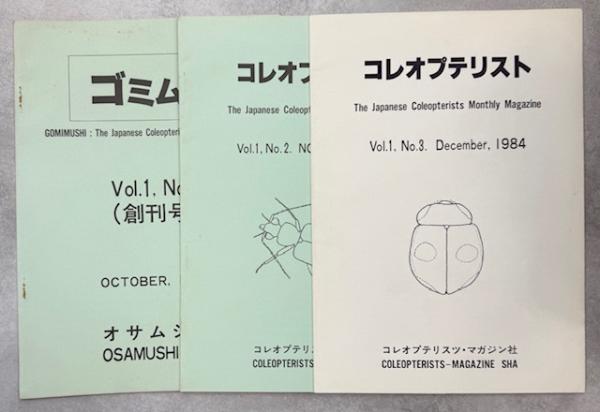 ゴミム
GOMIMUSHI : The Japanese Coleopteri
Vol.1, No
(創刊号
OCTOBER,
オサムシ
OSAMUSHI
コレオプ
The Japanese Coleop
Vol.1, No.2. NO
コレオプテリス
COLEOPTERISTS
コレオプテリスト
The Japanese Coleopterists Monthly Magazine
Vol.1, No.3. December, 1984
コレオプテリスツ・マガジン社
COLEOPTERISTS-MAGAZINE SHA